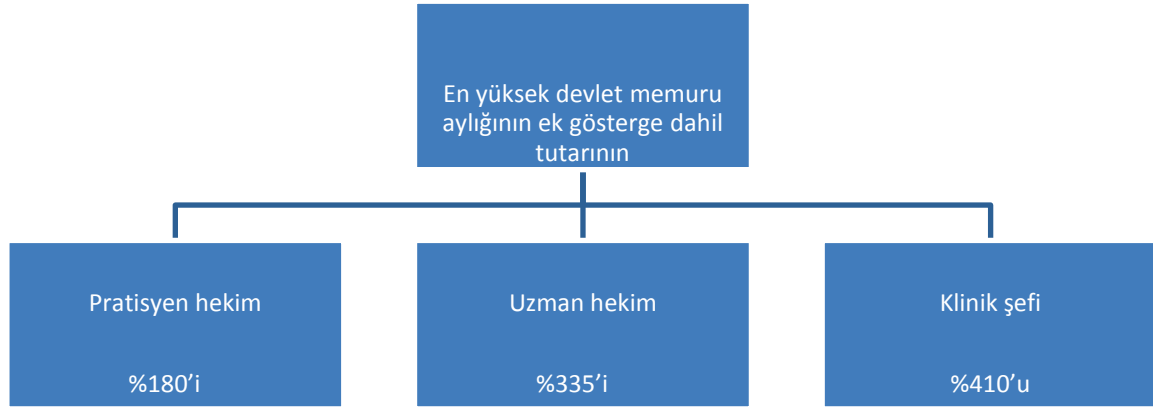 En yüksek devlet memuru
aylığının ek gösterge dahil
tutarının
Pratisyen hekim
%180’i
Uzman hekim
%335’i
Klinik şefi
%410’u